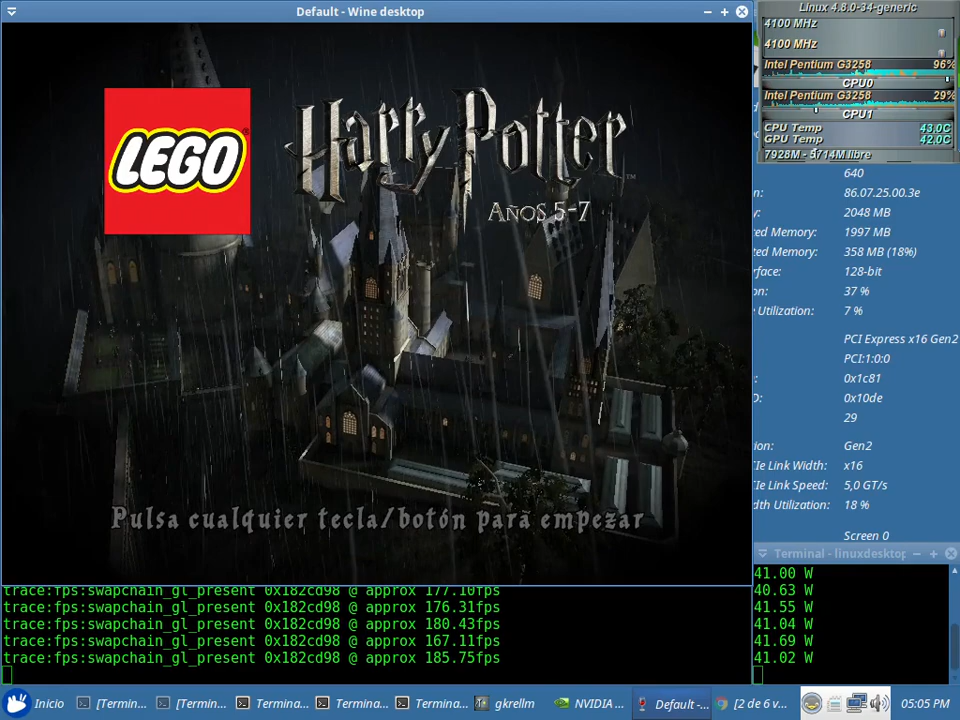 Default - Wine desktop
LEGO
®
Harry Potter
™
AÑOS 5-7
Pulsa cualquier tecla/botón para empezar
trace:fps:swapchain_gl_present 0x182cd98 @ approx 177.10fps
trace:fps:swapchain_gl_present 0x182cd98 @ approx 176.31fps
trace:fps:swapchain_gl_present 0x182cd98 @ approx 180.43fps
trace:fps:swapchain_gl_present 0x182cd98 @ approx 167.11fps
trace:fps:swapchain_gl_present 0x182cd98 @ approx 185.75fps
Linux 4.8.0-34-generic
4100 MHz
4100 MHz
Intel Pentium G3258 96%
CPU0
Intel Pentium G3258 29%
CPU1
CPU Temp 43,0C
GPU Temp 42,0C
7928M - 5714M libre
640
n: 86.07.25.00.3e
y: 2048 MB
ed Memory: 1997 MB
ted Memory: 358 MB (18%)
rface: 128-bit
on: 37 %
Utilization: 7 %
PCI Express x16 Gen2
PCI:1:0:0
: 0x1c81
D: 0x10de
29
ion: Gen2
Ie Link Width: x16
CIe Link Speed: 5,0 GT/s
dth Utilization: 18 %
Screen 0
Terminal - linuxdesktop
41.00 W
40.63 W
41.55 W
41.04 W
41.69 W
41.02 W
Inicio [Termin... [Termin... Termina... Termina... Termina... gkrellm NVIDIA ... Default -... [2 de 6 v... 05:05 PM